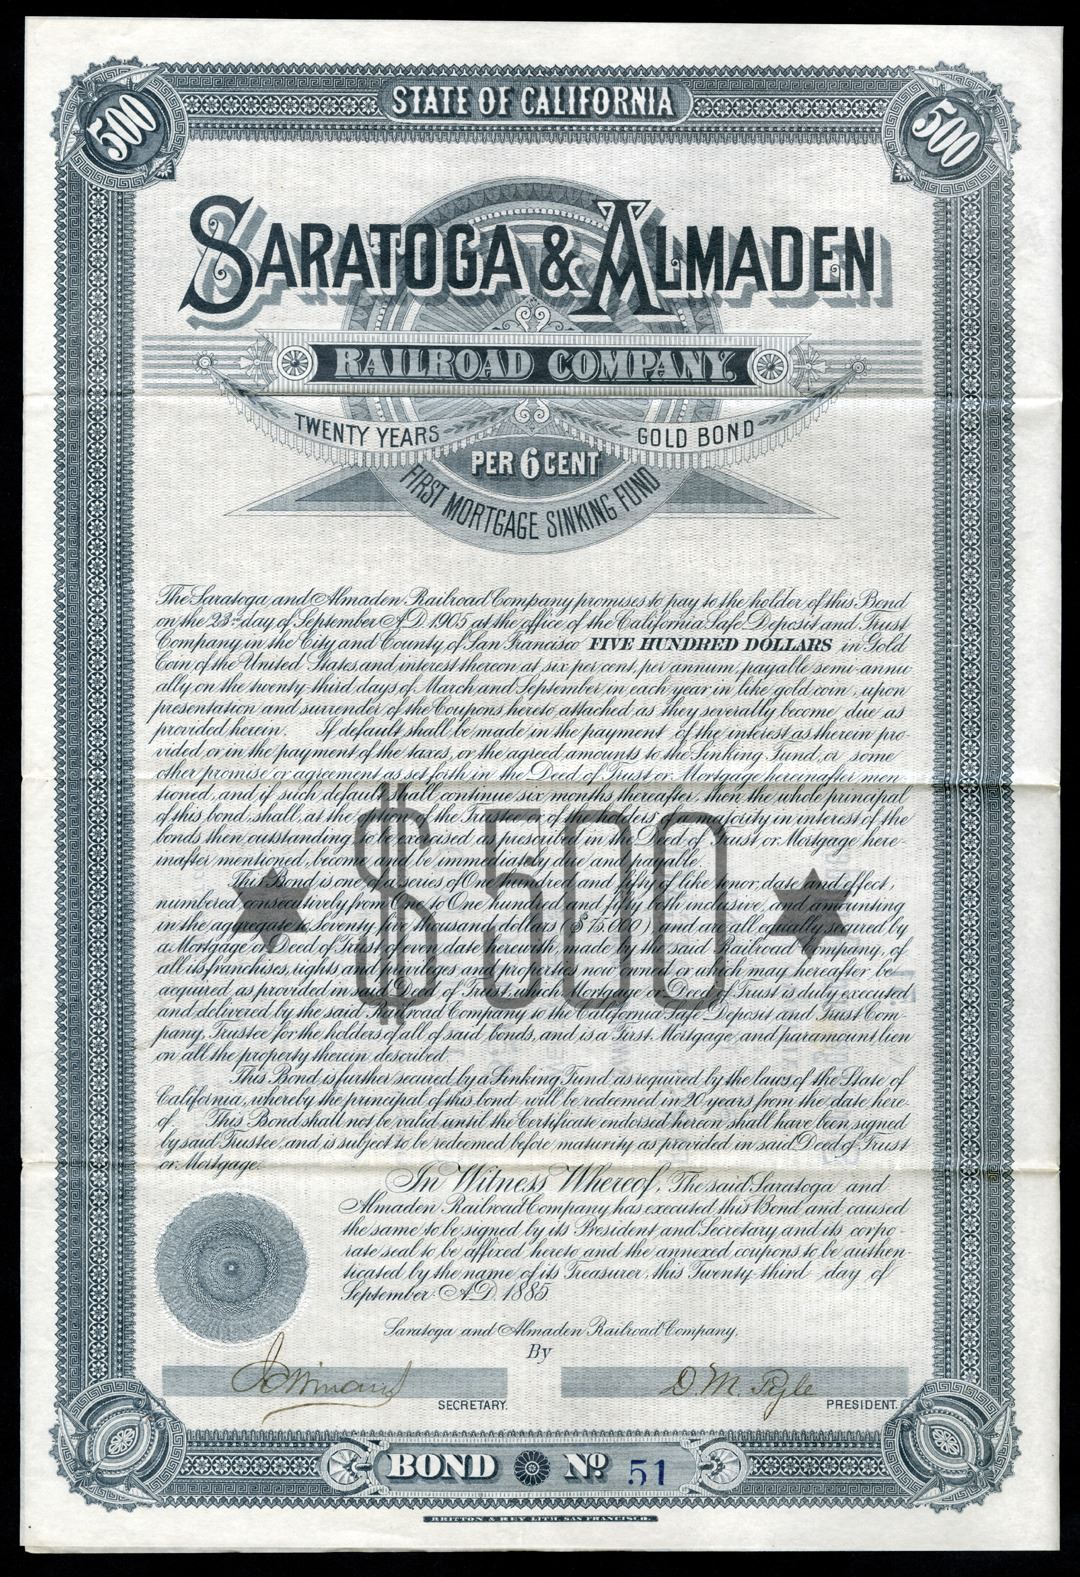 STATE OF CALIFORNIA
500
500
SARATOGA & ALMADEN
RAILROAD COMPANY.
TWENTY YEARS GOLD BOND
PER 6 CENT
FIRST MORTGAGE SINKING FUND
The Saratoga and Almaden Railroad Company promises to pay to the holder of this Bond
on the 23rd day of September A.D. 1905 at the office of the California Safe Deposit and Trust
Company in the City and County of San Francisco FIVE HUNDRED DOLLARS in Gold
Coin of the United States, and interest thereon at six per cent, per annum, payable semi-annu
ally on the twenty-third days of March and September, in each year in like gold coin, upon
presentation and surrender of the Coupons hereto attached, as they severally become due as
provided herein. If default shall be made in the payment of the interest as therein pro-
vided or in the payment of the taxes, or the agreed amounts to the Sinking Fund, or some
other promise or agreement as set forth in the Deed of Trust or Mortgage hereinafter men
tioned, and if such default shall continue six months thereafter, then the whole principal
of this bond, shall, at the option of the Trustee or of the holders of a majority in interest of the
bonds then outstanding to be exercised as prescribed in the Deed of Trust or Mortgage here-
inafter mentioned, become and be immediately due and payable.
This Bond is one, of a series of One hundred and fifty of like tenor, date and effect,
numbered consecutively from One to One hundred and fifty both inclusive, and amounting
in the aggregate to Seventy five thousand dollars ($75.000) and are all equally secured by
a Mortgage or Deed of Trust of even date herewith, made by the said Railroad Company, of
all its franchises, rights and privileges and properties now owned or which may hereafter be
acquired as provided in said Deed of Trust, which Mortgage or Deed of Trust is duly executed
and delivered by the said Railroad Company to the California Safe Deposit and Trust Com-
pany, Trustee for the holders of all of said bonds, and is a First Mortgage and paramount lien
on all the property therein described
This Bond is further secured by a Sinking Fund as required by the laws of the State of
California, whereby the principal of this bond will be redeemed in 20 years from the date here-
of This Bond shall not be valid until the Certificate endorsed hereon shall have been signed
by said Trustee, and is subject to be redeemed before maturity as provided in said Deed of Trust
or Mortgage.
$500
In Witness Whereof, The said Saratoga and
Almaden Railroad Company has executed this Bond and caused
the same to be signed by its President and Secretary and its corpo-
rate seal to be affixed hereto and the annexed coupons to be authen-
ticated by the name of its Treasurer, this Twenty third day of
September A.D. 1885
Saratoga and Almaden Railroad Company.
By
D. M. Pyle
SECRETARY. PRESIDENT.
BOND No 51
BRITTON & REY LITH. SAN FRANCISCO.